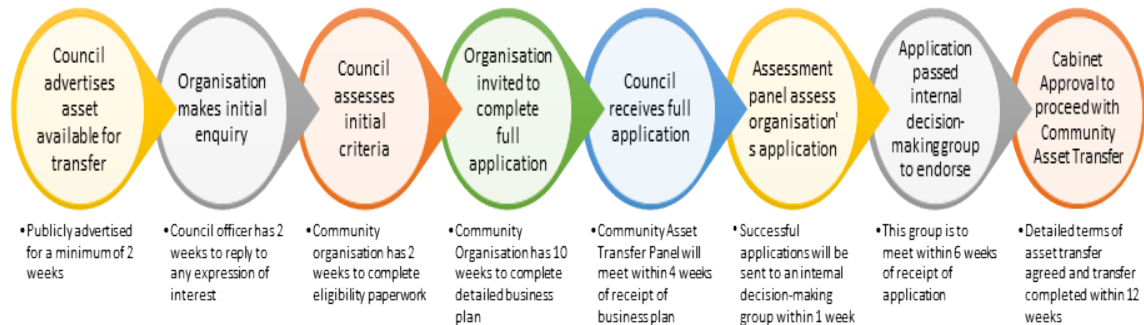 Council
advertises
asset
available for
transfer
Organisation
makes initial
enquiry
Council
assesses
initial
criteria
Organisation
invited to
complete
full
application
Council
receives full
application
Assessment
panel assess
organisation'
s application
Application
passed
internal
decision-
making group
to endorse
Cabinet
Approval to
proceed with
Community
Asset Transfer
•Publicly advertised
for a minimum of 2
weeks
•Council officer has 2
weeks to reply to
any expression of
interest
•Community
organisation has 2
weeks to complete
eligibility paperwork
•Community
Organisation has 10
weeks to complete
detailed business
plan
•Community Asset
Transfer Panel will
meet within 4 weeks
of receipt of
business plan
•Successful
applications will be
sent to an internal
decision-making
group within 1 week
•This group is to
meet within 6 weeks
of receipt of
application
•Detailed terms of
asset transfer
agreed and transfer
completed within 12
weeks